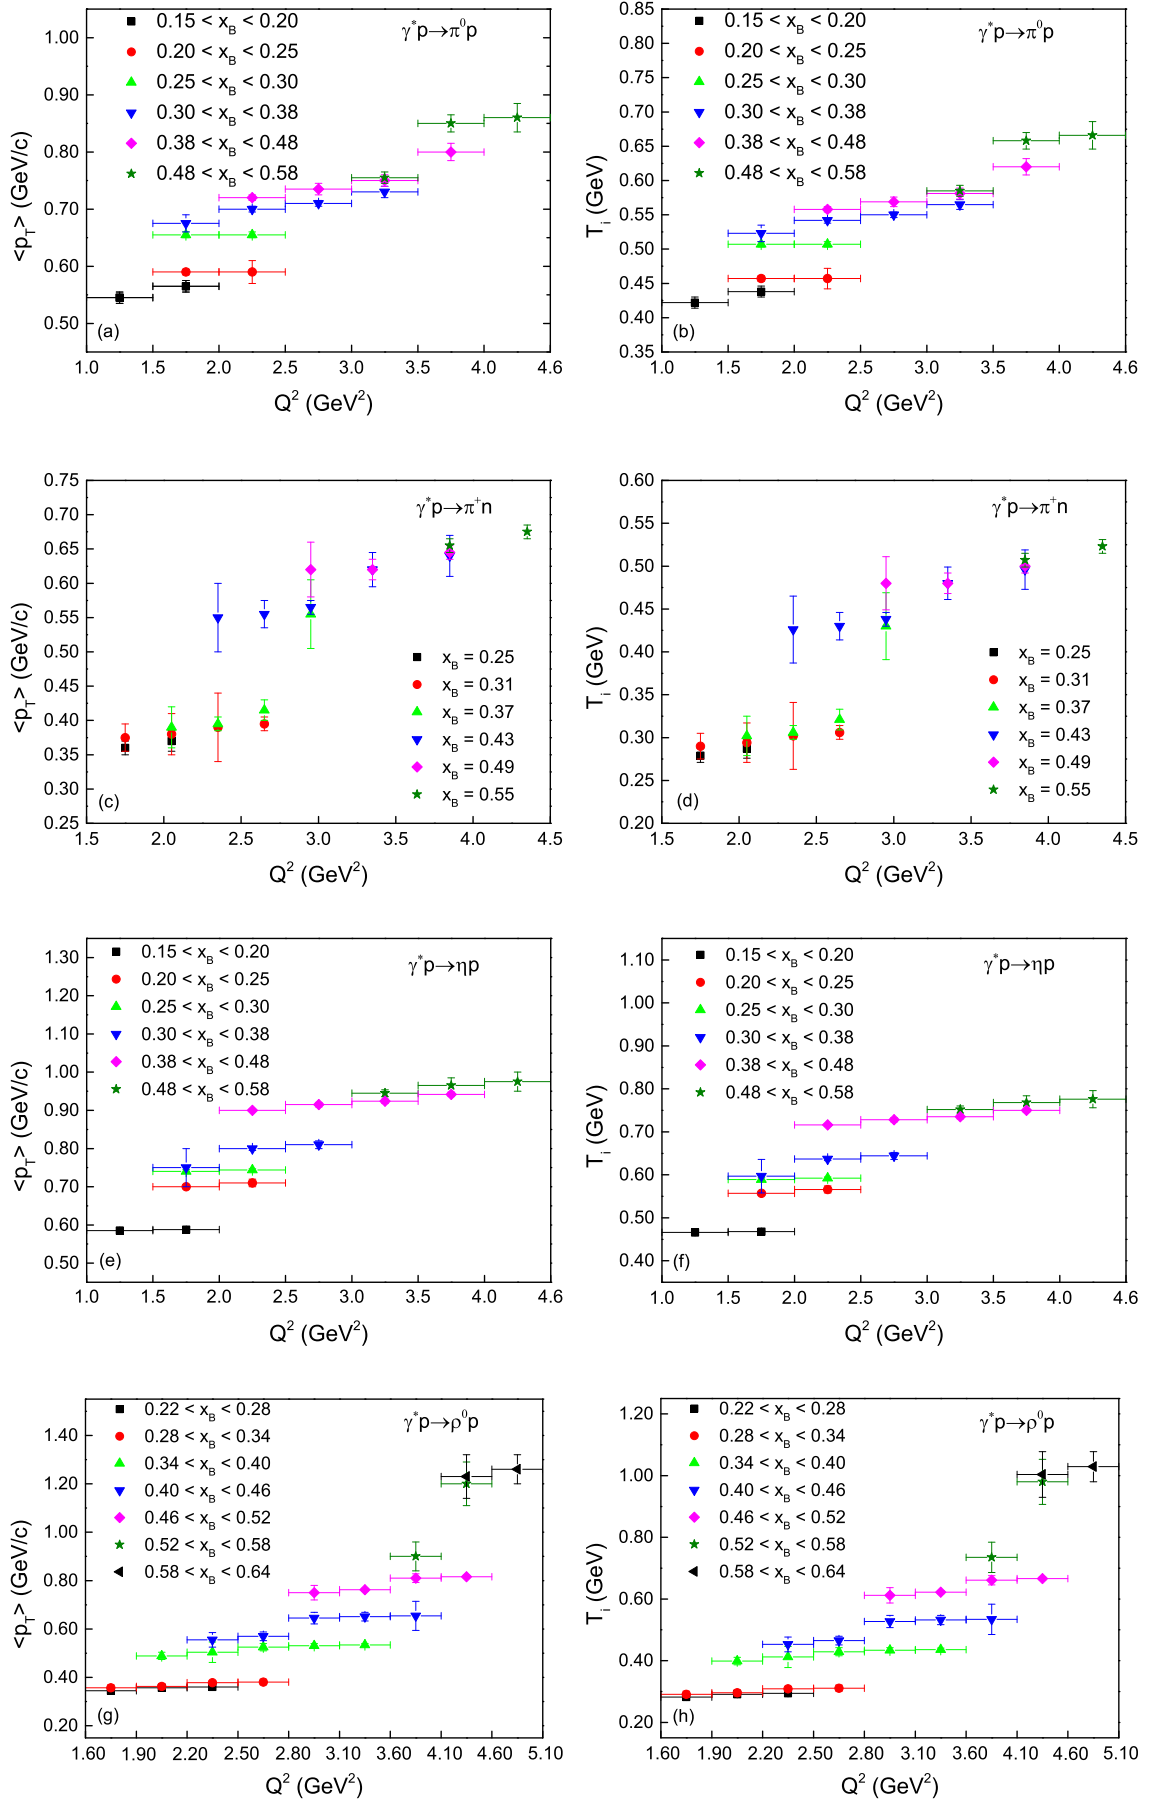 1.00
0.90
0.80
0.70
0.60
0.50
<p_T> (GeV/c)
0.15 < x_B < 0.20
0.20 < x_B < 0.25
0.25 < x_B < 0.30
0.30 < x_B < 0.38
0.38 < x_B < 0.48
0.48 < x_B < 0.58
γ*p→π⁰p
(a)
1.0 1.5 2.0 2.5 3.0 3.5 4.0 4.6
Q² (GeV²)
0.85
0.80
0.75
0.70
0.65
0.60
0.55
0.50
0.45
0.40
0.35
T_i (GeV)
0.15 < x_B < 0.20
0.20 < x_B < 0.25
0.25 < x_B < 0.30
0.30 < x_B < 0.38
0.38 < x_B < 0.48
0.48 < x_B < 0.58
γ*p→π⁰p
(b)
1.0 1.5 2.0 2.5 3.0 3.5 4.0 4.6
Q² (GeV²)
0.75
0.70
0.65
0.60
0.55
0.50
0.45
0.40
0.35
0.30
0.25
<p_T> (GeV/c)
γ*p→π⁺n
x_B = 0.25
x_B = 0.31
x_B = 0.37
x_B = 0.43
x_B = 0.49
x_B = 0.55
(c)
1.5 2.0 2.5 3.0 3.5 4.0 4.5
Q² (GeV²)
0.60
0.55
0.50
0.45
0.40
0.35
0.30
0.25
0.20
T_i (GeV)
γ*p→π⁺n
x_B = 0.25
x_B = 0.31
x_B = 0.37
x_B = 0.43
x_B = 0.49
x_B = 0.55
(d)
1.5 2.0 2.5 3.0 3.5 4.0 4.5
Q² (GeV²)
1.30
1.20
1.10
1.00
0.90
0.80
0.70
0.60
0.50
<p_T> (GeV/c)
0.15 < x_B < 0.20
0.20 < x_B < 0.25
0.25 < x_B < 0.30
0.30 < x_B < 0.38
0.38 < x_B < 0.48
0.48 < x_B < 0.58
γ*p→ηp
(e)
1.0 1.5 2.0 2.5 3.0 3.5 4.0 4.6
Q² (GeV²)
1.10
1.00
0.90
0.80
0.70
0.60
0.50
0.40
T_i (GeV)
0.15 < x_B < 0.20
0.20 < x_B < 0.25
0.25 < x_B < 0.30
0.30 < x_B < 0.38
0.38 < x_B < 0.48
0.48 < x_B < 0.58
γ*p→ηp
(f)
1.0 1.5 2.0 2.5 3.0 3.5 4.0 4.6
Q² (GeV²)
1.40
1.20
1.00
0.80
0.60
0.40
0.20
<p_T> (GeV/c)
0.22 < x_B < 0.28
0.28 < x_B < 0.34
0.34 < x_B < 0.40
0.40 < x_B < 0.46
0.46 < x_B < 0.52
0.52 < x_B < 0.58
0.58 < x_B < 0.64
γ*p→ρ⁰p
(g)
1.60 1.90 2.20 2.50 2.80 3.10 3.60 4.10 4.60 5.10
Q² (GeV²)
1.20
1.00
0.80
0.60
0.40
0.20
T_i (GeV)
0.22 < x_B < 0.28
0.28 < x_B < 0.34
0.34 < x_B < 0.40
0.40 < x_B < 0.46
0.46 < x_B < 0.52
0.52 < x_B < 0.58
0.58 < x_B < 0.64
γ*p→ρ⁰p
(h)
1.60 1.90 2.20 2.50 2.80 3.10 3.60 4.10 4.60 5.10
Q² (GeV²)